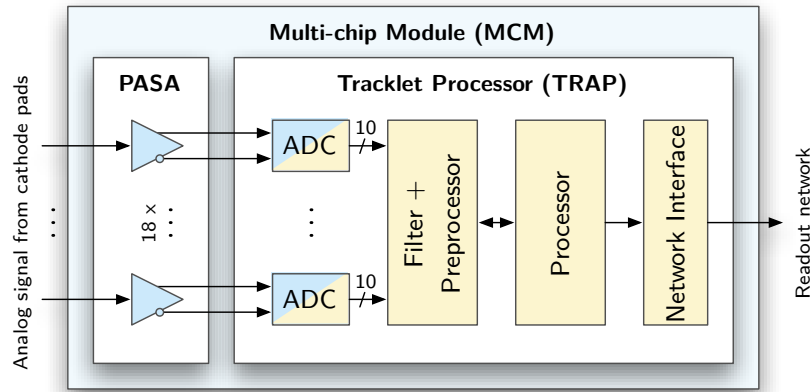 Multi-chip Module (MCM)
PASA
Tracklet Processor (TRAP)
Analog signal from cathode pads
...
18 ×
...
ADC
10
...
ADC
10
Filter +
Preprocessor
Processor
Network Interface
Readout network